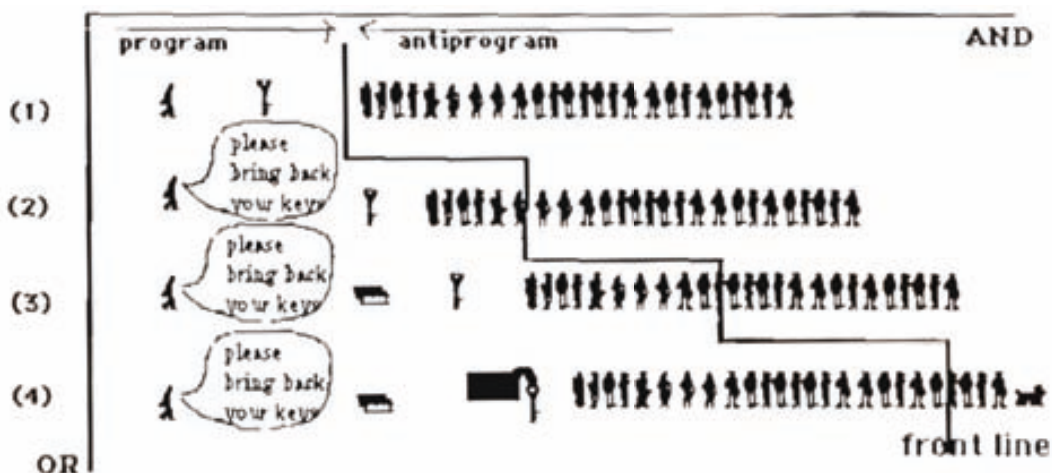 program antiprogram AND
(1)
please
bring back
your keys
(2)
please
bring back
your keys
(3)
please
bring back
your keys
(4)
front line
OR